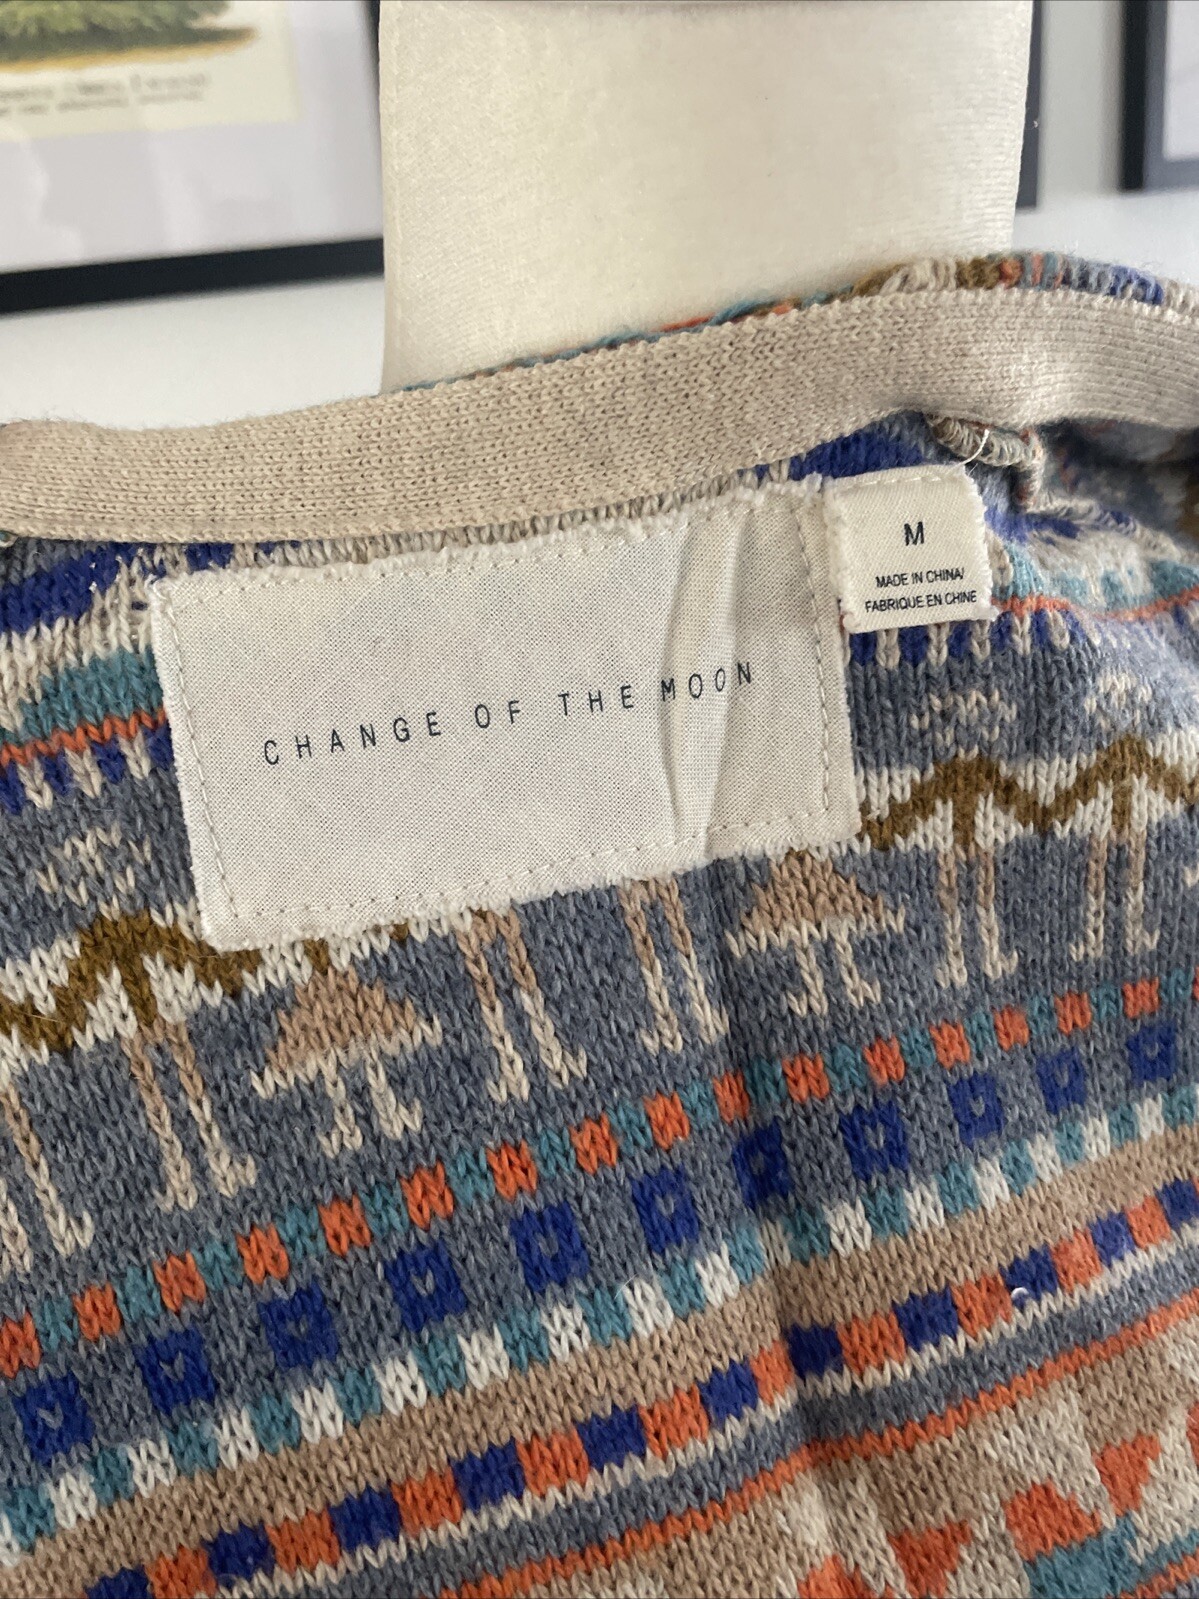 M
MADE IN CHINA/
FABRIQUE EN CHINE
CHANGE OF THE MOON